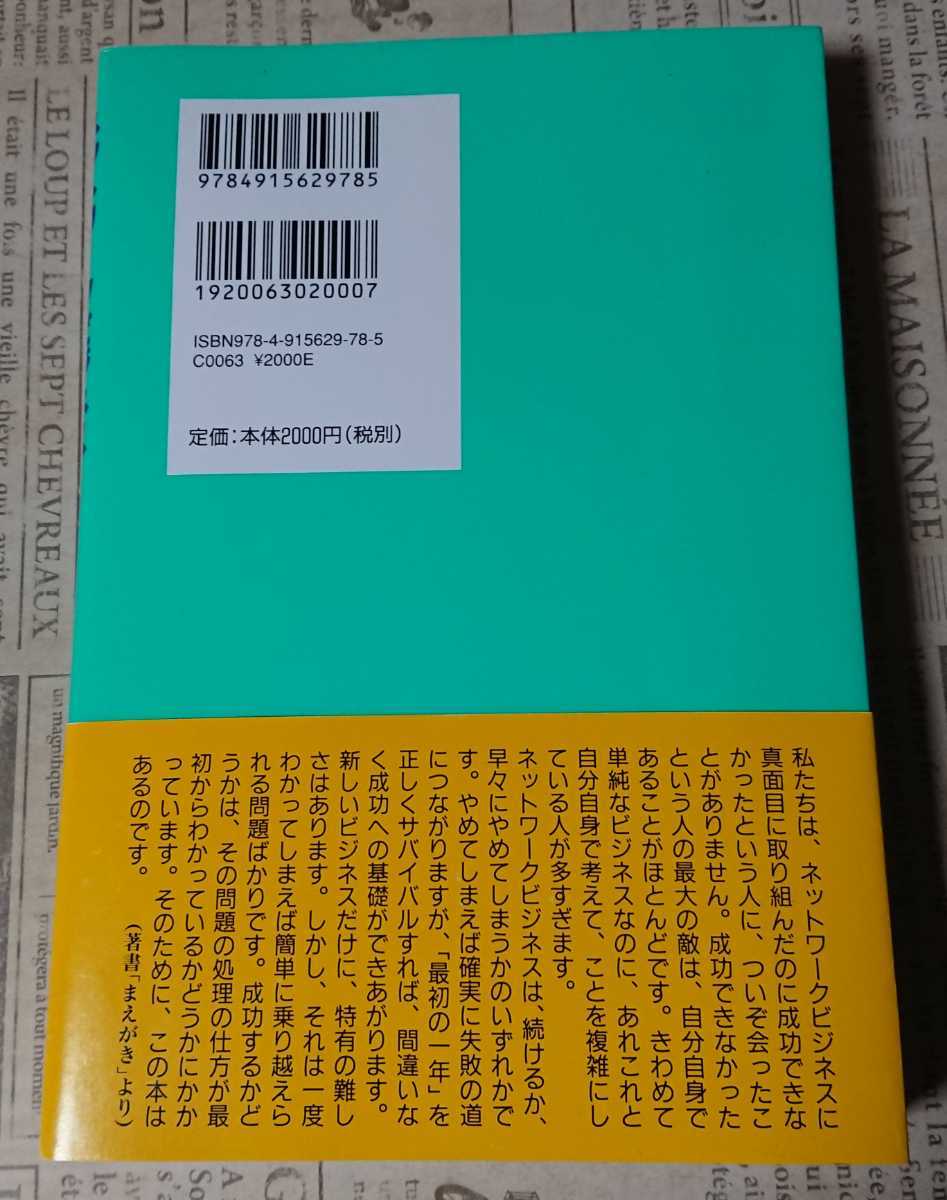 9784915629785
1920063020007
ISBN978-4-915629-78-5
C0063 ¥2000E
定価：本体2000円（税別）
私たちは、ネットワークビジネスに
真面目に取り組んだのに成功できな
かったという人に、ついぞ会ったこ
とがありません。成功できなかった
という人の最大の敵は、自分自身で
あることがほとんどです。きわめて
単純なビジネスなのに、あれこれと
自分自身で考えて、ことを複雑にし
ている人が多すぎます。
ネットワークビジネスは、続けるか、
早々にやめてしまうかのいずれかで
す。やめてしまえば確実に失敗の道
につながりますが、「最初の一年」を
正しくサバイバルすれば、間違いな
く成功への基礎ができあがります。
新しいビジネスだけに、特有の難し
さはあります。しかし、それは一度
わかってしまえば簡単に乗り越えら
れる問題ばかりです。成功するかど
うかは、その問題の処理の仕方が最
初からわかっているかどうかにかか
っています。そのために、この本は
あるのです。
（著書「まえがき」より）
LE LOUP ET LES SEPT CHEVREAUX
Il était une fois une vieille chèvre qui avait sept
un magnifique jardin.
protégera a tout moment
LA MAISONNÉE